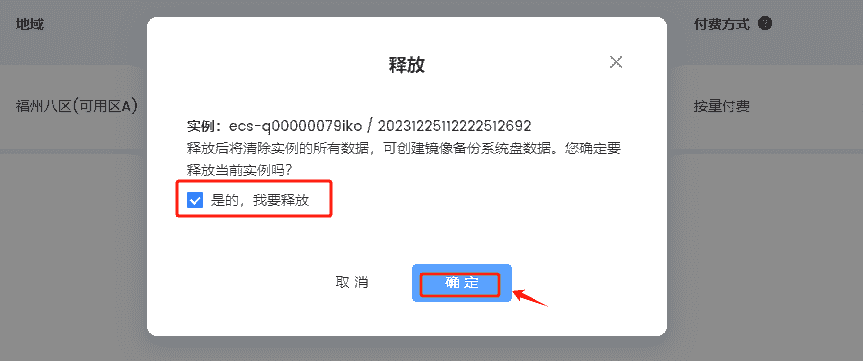 地域
付费方式 ?
释放
福州八区(可用区A)
按量付费
实例：ecs-q00000079iko / 20231225112222512692
释放后将清除实例的所有数据，可创建镜像备份系统盘数据。您确定要
释放当前实例吗？
是的，我要释放
取 消
确 定